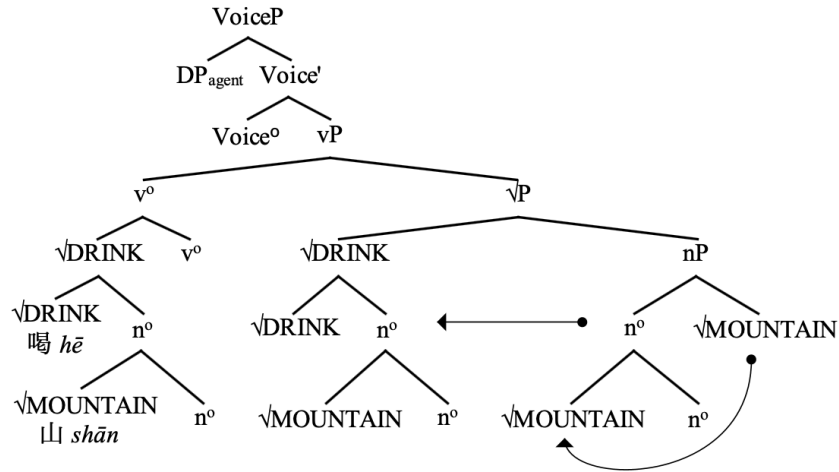 VoiceP
DPagent Voice'
Voiceº vP
vº √P
√DRINK vº √DRINK nP
√DRINK nº √DRINK nº nº √MOUNTAIN
喝 hē
√MOUNTAIN nº √MOUNTAIN nº √MOUNTAIN nº
山 shān